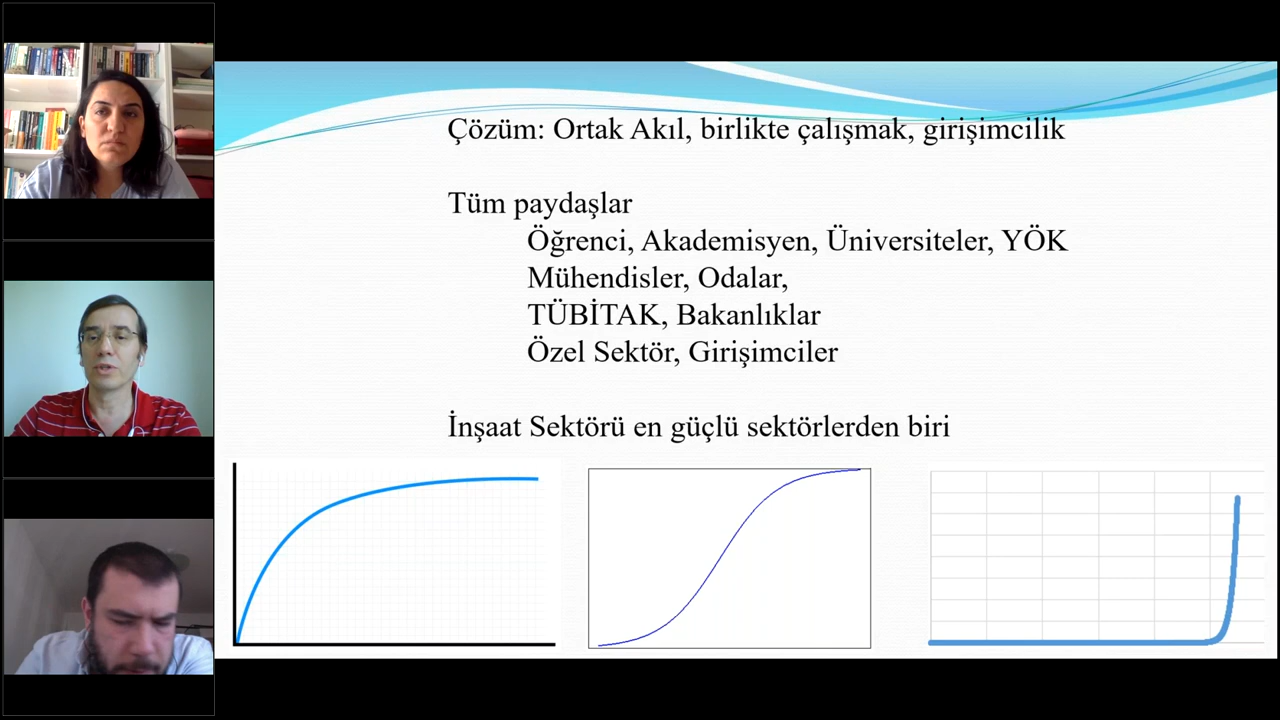 Çözüm: Ortak Akıl, birlikte çalışmak, girişimcilik
Tüm paydaşlar
Öğrenci, Akademisyen, Üniversiteler, YÖK
Mühendisler, Odalar,
TÜBİTAK, Bakanlıklar
Özel Sektör, Girişimciler
İnşaat Sektörü en güçlü sektörlerden biri